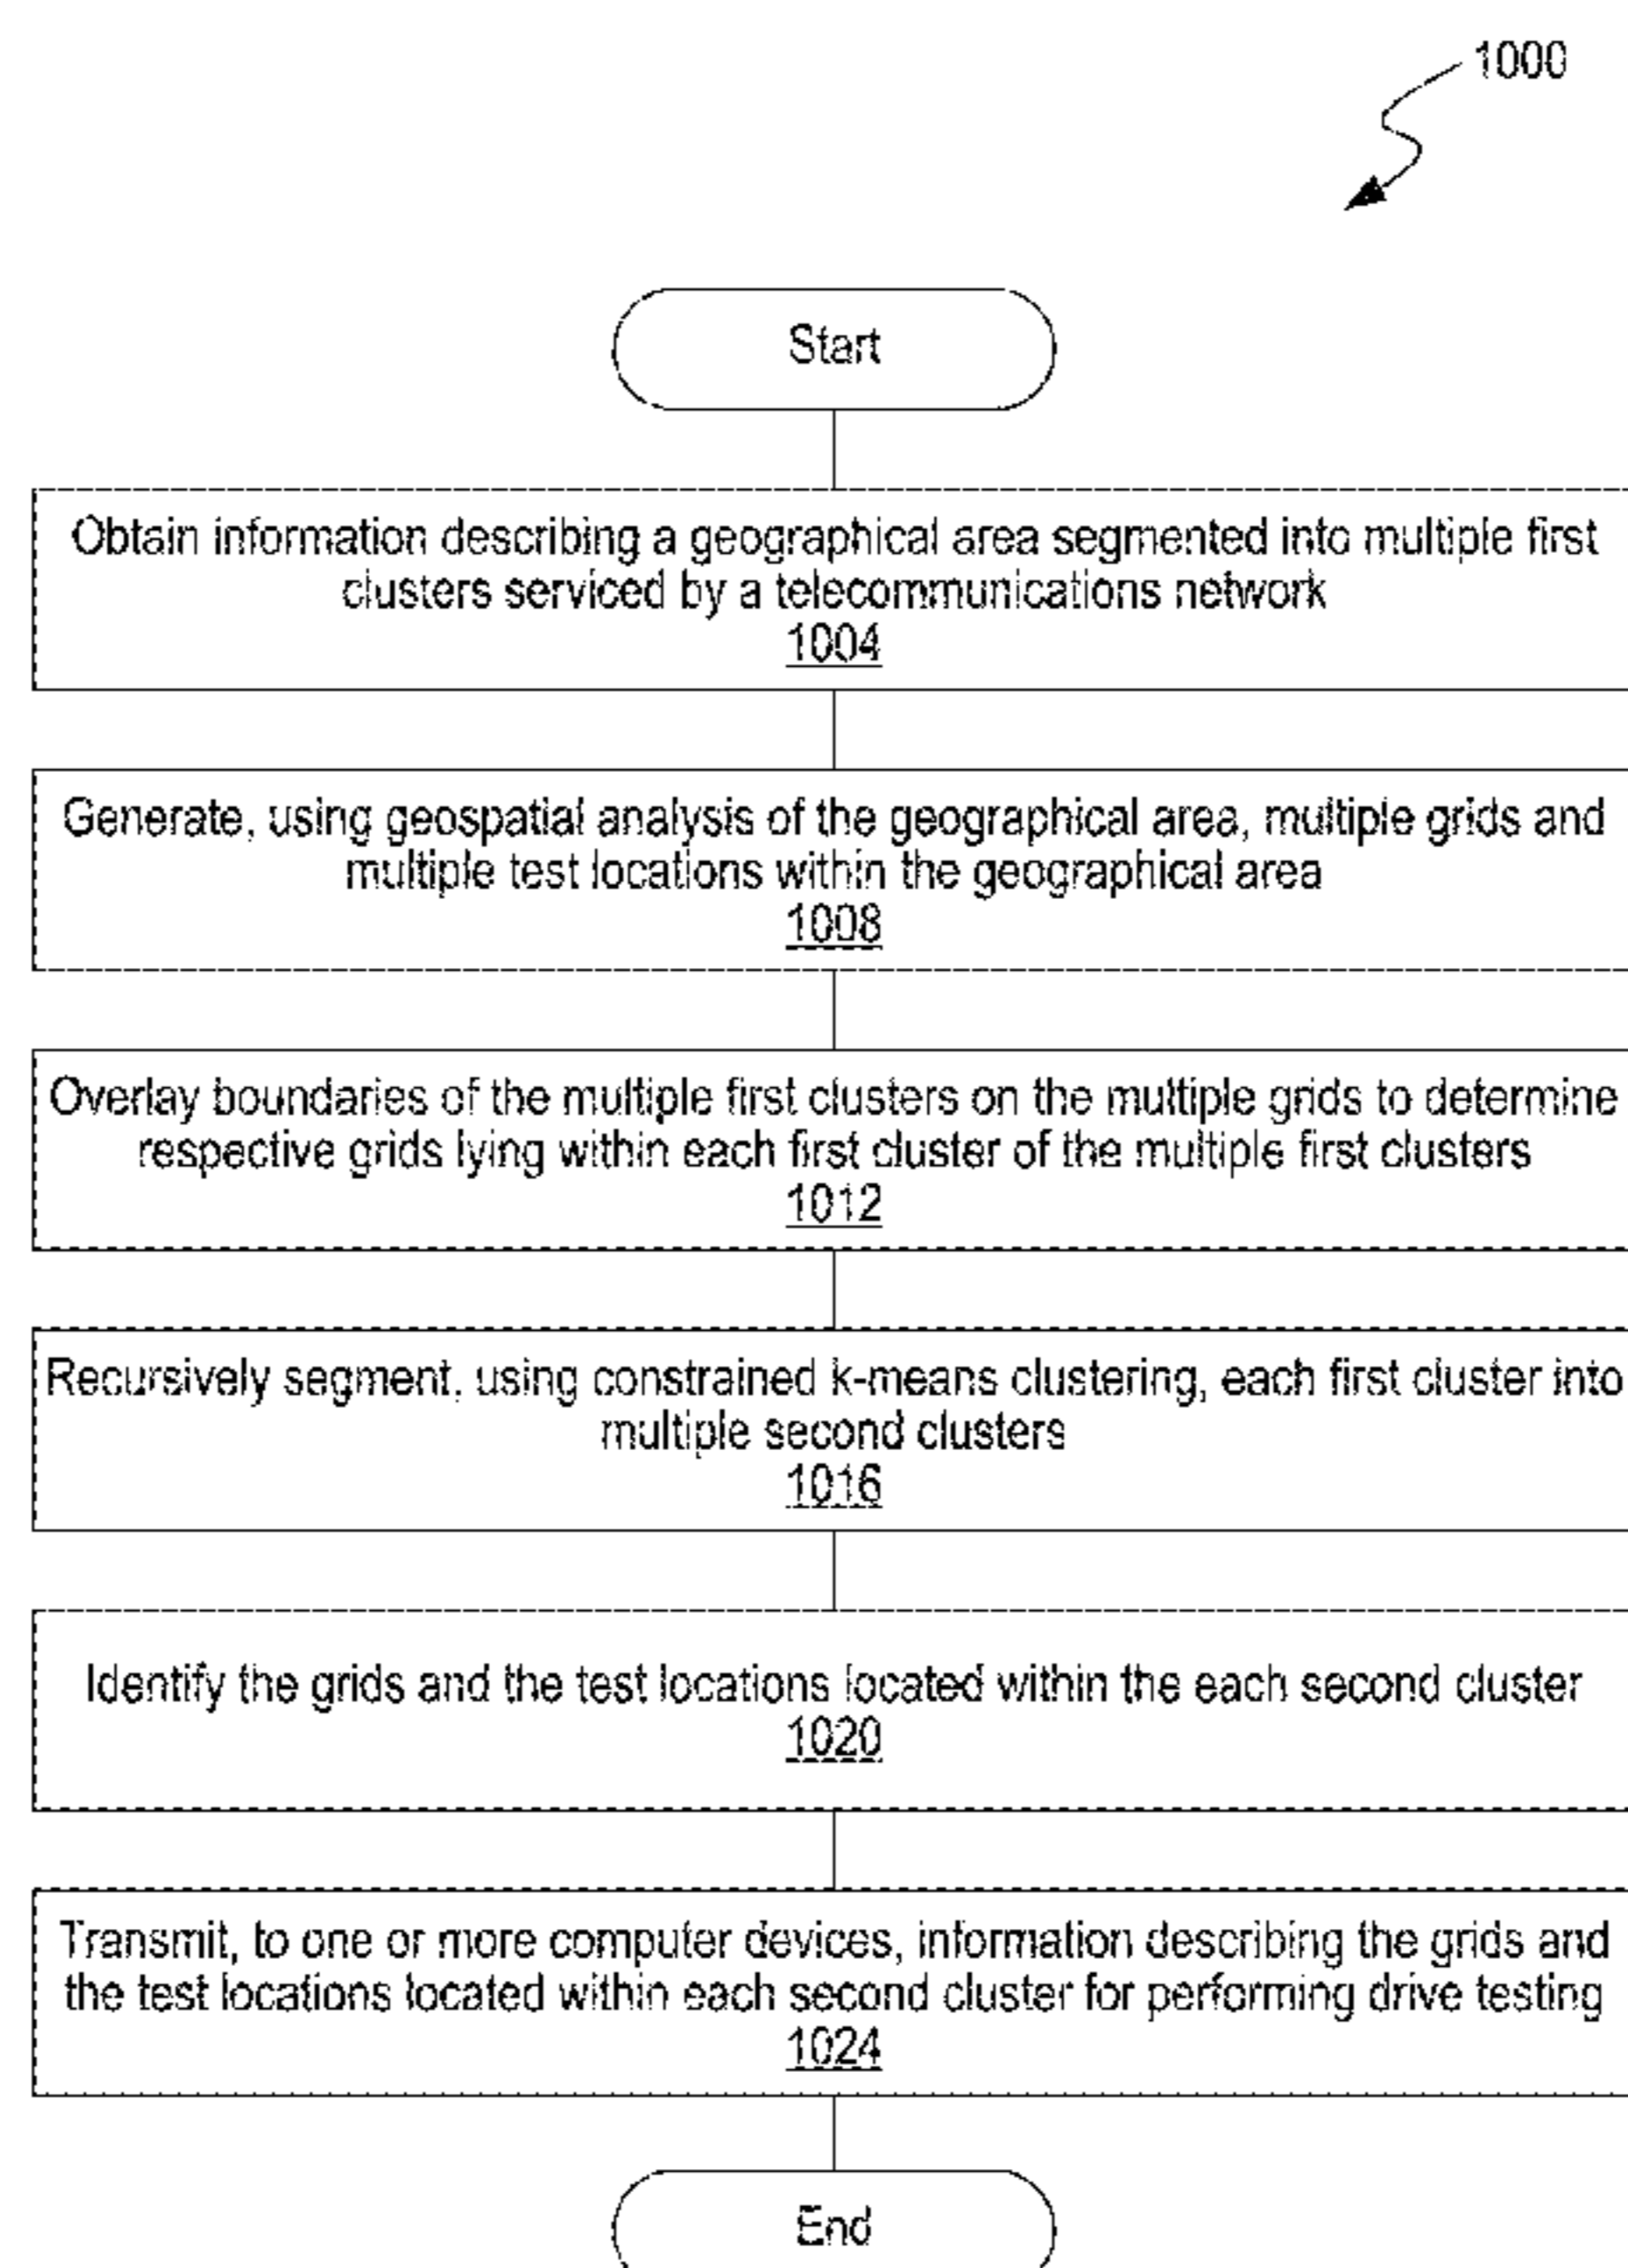 1000
Start
Obtain information describing a geographical area segmented into multiple first
clusters serviced by a telecommunications network
1004
Generate, using geospatial analysis of the geographical area, multiple grids and
multiple test locations within the geographical area
1008
Overlay boundaries of the multiple first clusters on the multiple grids to determine
respective grids lying within each first cluster of the multiple first clusters
1012
Recursively segment, using constrained k-means clustering, each first cluster into
multiple second clusters
1016
Identify the grids and the test locations located within the each second cluster
1020
Transmit, to one or more computer devices, information describing the grids and
the test locations located within each second cluster for performing drive testing
1024
End